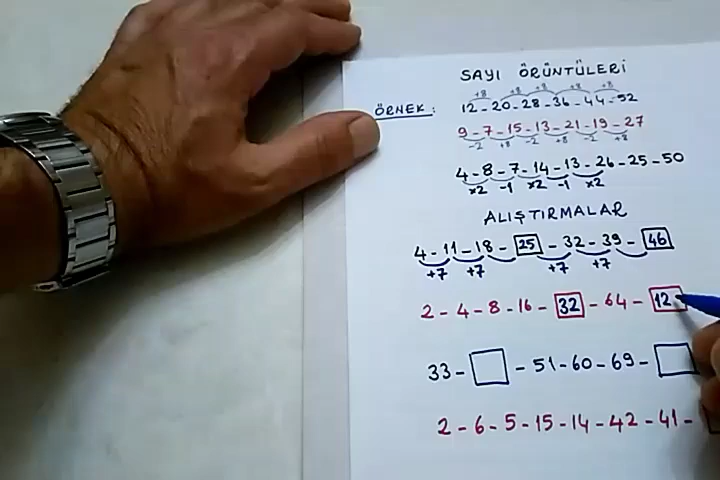 SAYI ÖRÜNTÜLERİ
+8 +8 +8 +8 +8
ÖRNEK: 12-20-28-36-44-52
9-7-15-13-21-19-27
-2 +8 -2 +8 -2 +8
4-8-7-14-13-26-25-50
x2 -1 x2 -1 x2
ALIŞTIRMALAR
4-11-18-25-32-39-46
+7 +7 +7 +7
2-4-8-16-32-64-12
33- -51-60-69-
2-6-5-15-14-42-41-